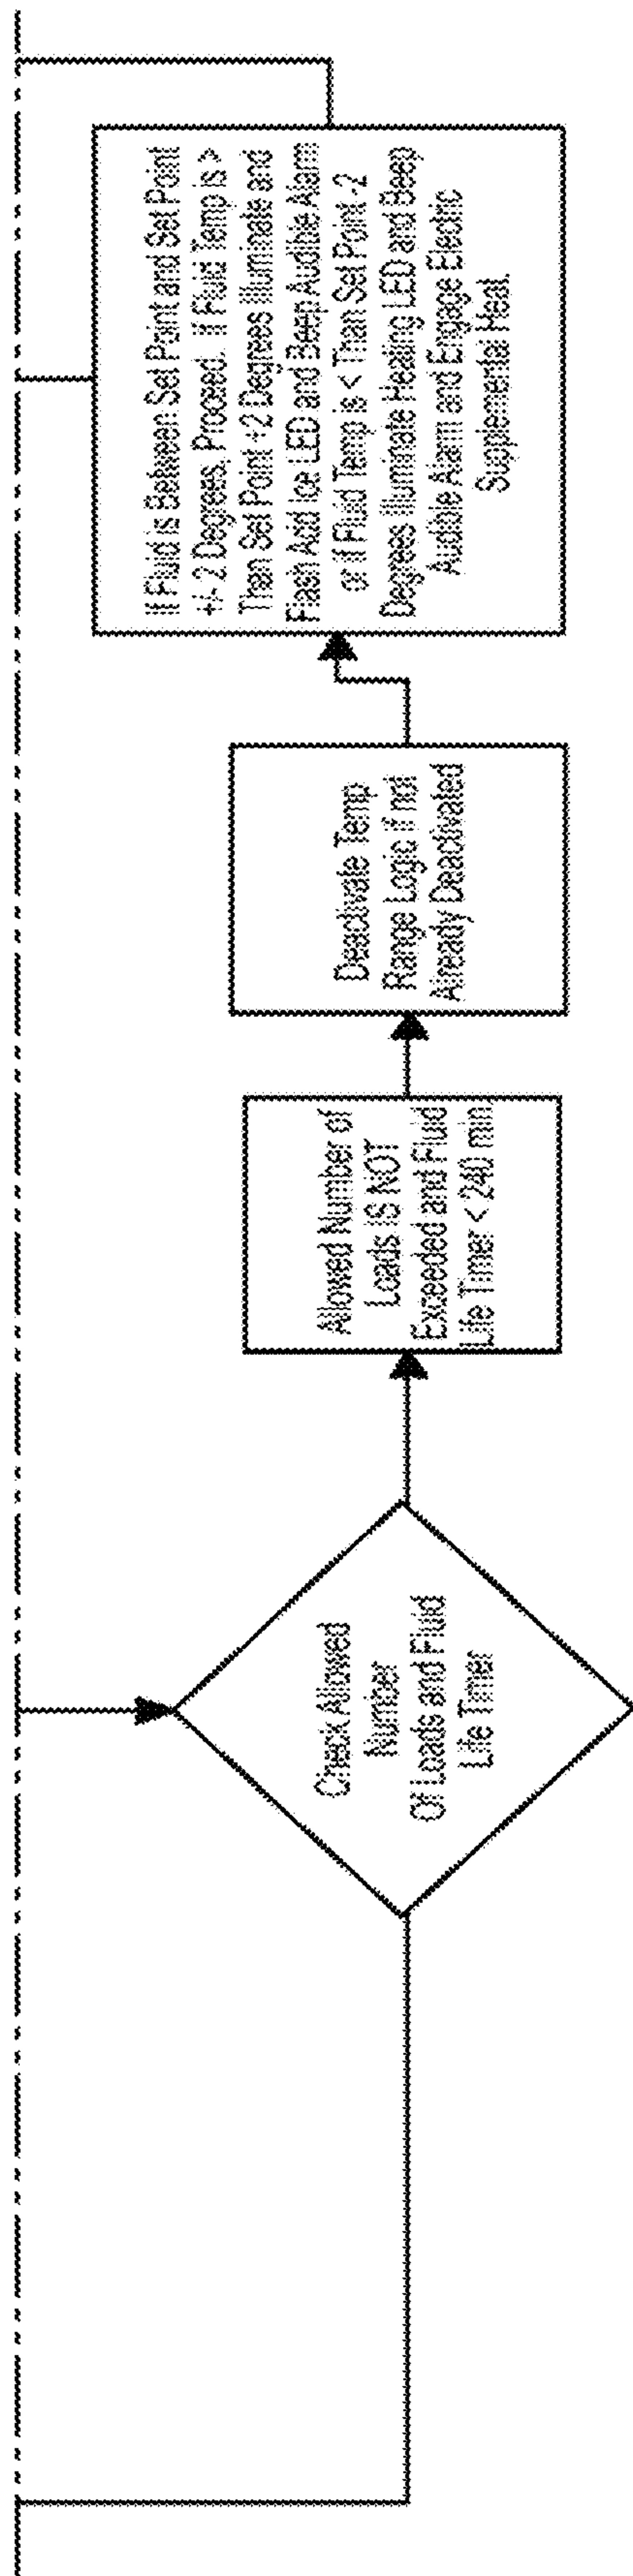 Check Allowed
Number
Of Loads and Fluid
Life Timer
Allowed Number of
Loads IS NOT
Exceeded and Fluid
Life Timer < 240 min.
Deactivate Temp
Range Logic if not
Already Deactivated
If Fluid is Between Set Point and Set Point
+/- 2 Degrees, Proceed. If Fluid Temp is >
Than Set Point +2 Degrees Illuminate and
Flash Add Ice LED and Beep Audible Alarm
or if Fluid Temp is < Than Set Point -2
Degrees Illuminate Heating LED and Beep
Audible Alarm and Engage Electric
Supplemental Heat.